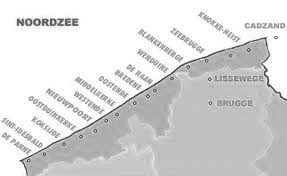 NOORDZEE
CADZAND
KNOKKE-HEIST
ZEEBRUGGE
BLANKENBERGE
WENDUINE
DE HAAN
BREDENE
OOSTENDE
MIDDELKERKE
WESTENDE
NIEUWPOORT
OOSTDUINKERKE
KOKSIJDE
SINT-IDESBALD
DE PANNE
LISSEWEGE
BRUGGE